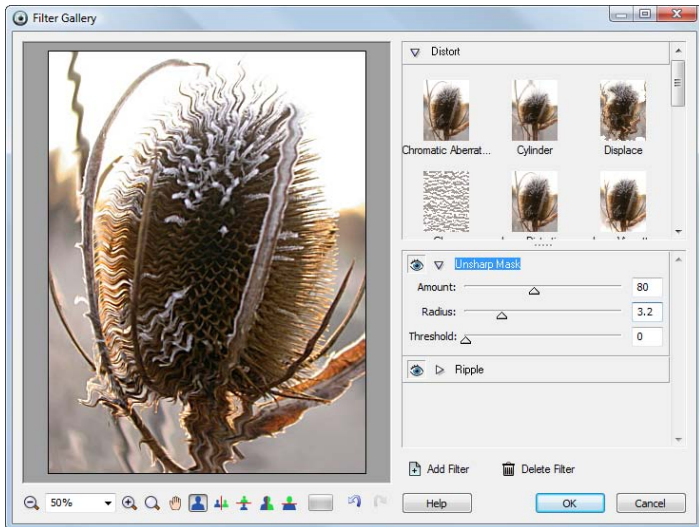 Filter Gallery
Distort
Chromatic Aberrat...
Cylinder
Displace
Unsharp Mask
Amount:
80
Radius:
3.2
Threshold:
0
Ripple
Add Filter
Delete Filter
50%
Help
OK
Cancel